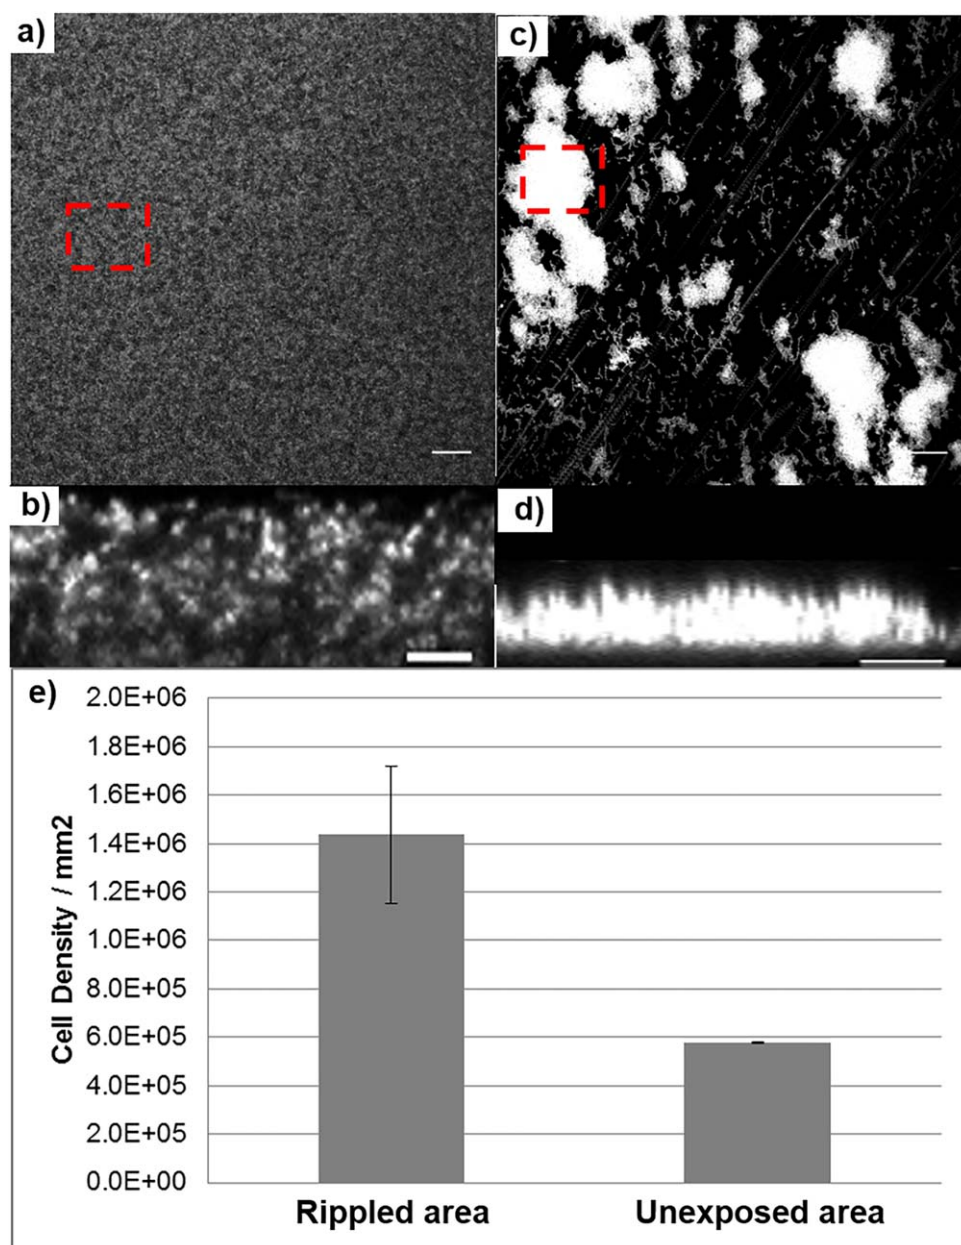 a)
c)
b)
d)
e)
2.0E+06
1.8E+06
1.6E+06
1.4E+06
1.2E+06
1.0E+06
8.0E+05
6.0E+05
4.0E+05
2.0E+05
0.0E+00
Cell Density / mm2
Rippled area
Unexposed area